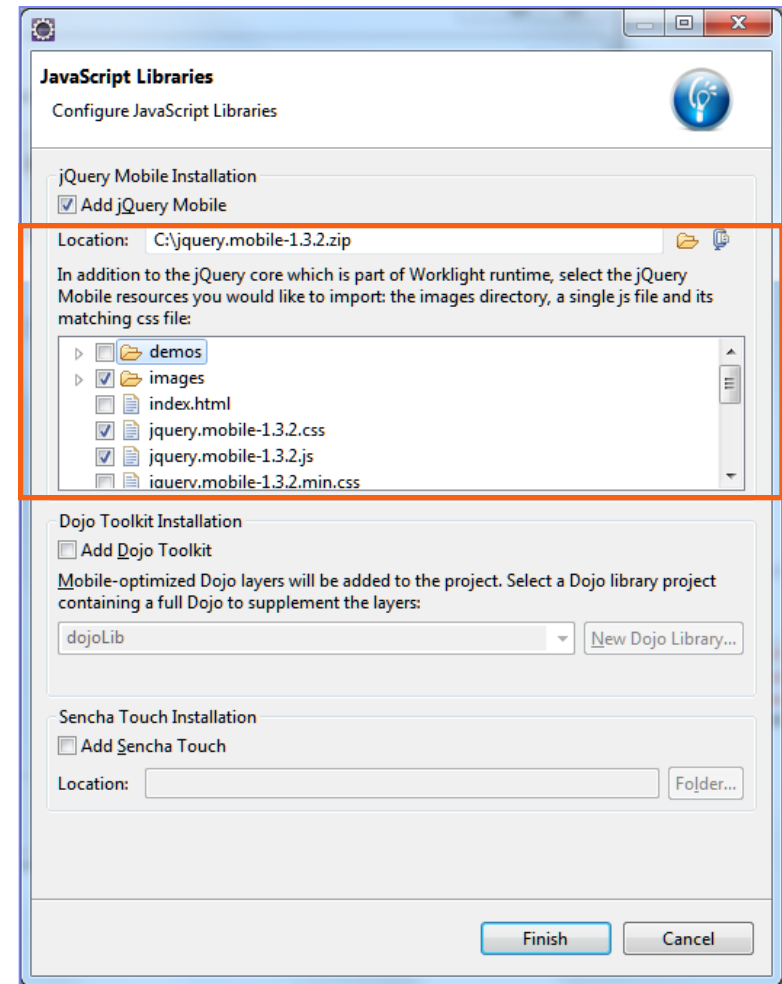 JavaScript Libraries
Configure JavaScript Libraries
jQuery Mobile Installation
Add jQuery Mobile
Location: C:\jquery.mobile-1.3.2.zip
In addition to the jQuery core which is part of Worklight runtime, select the jQuery
Mobile resources you would like to import: the images directory, a single js file and its
matching css file:
demos
images
index.html
jquery.mobile-1.3.2.css
jquery.mobile-1.3.2.js
jquery.mobile-1.3.2.min.css
Dojo Toolkit Installation
Add Dojo Toolkit
Mobile-optimized Dojo layers will be added to the project. Select a Dojo library project
containing a full Dojo to supplement the layers:
dojoLib New Dojo Library...
Sencha Touch Installation
Add Sencha Touch
Location: Folder...
Finish Cancel